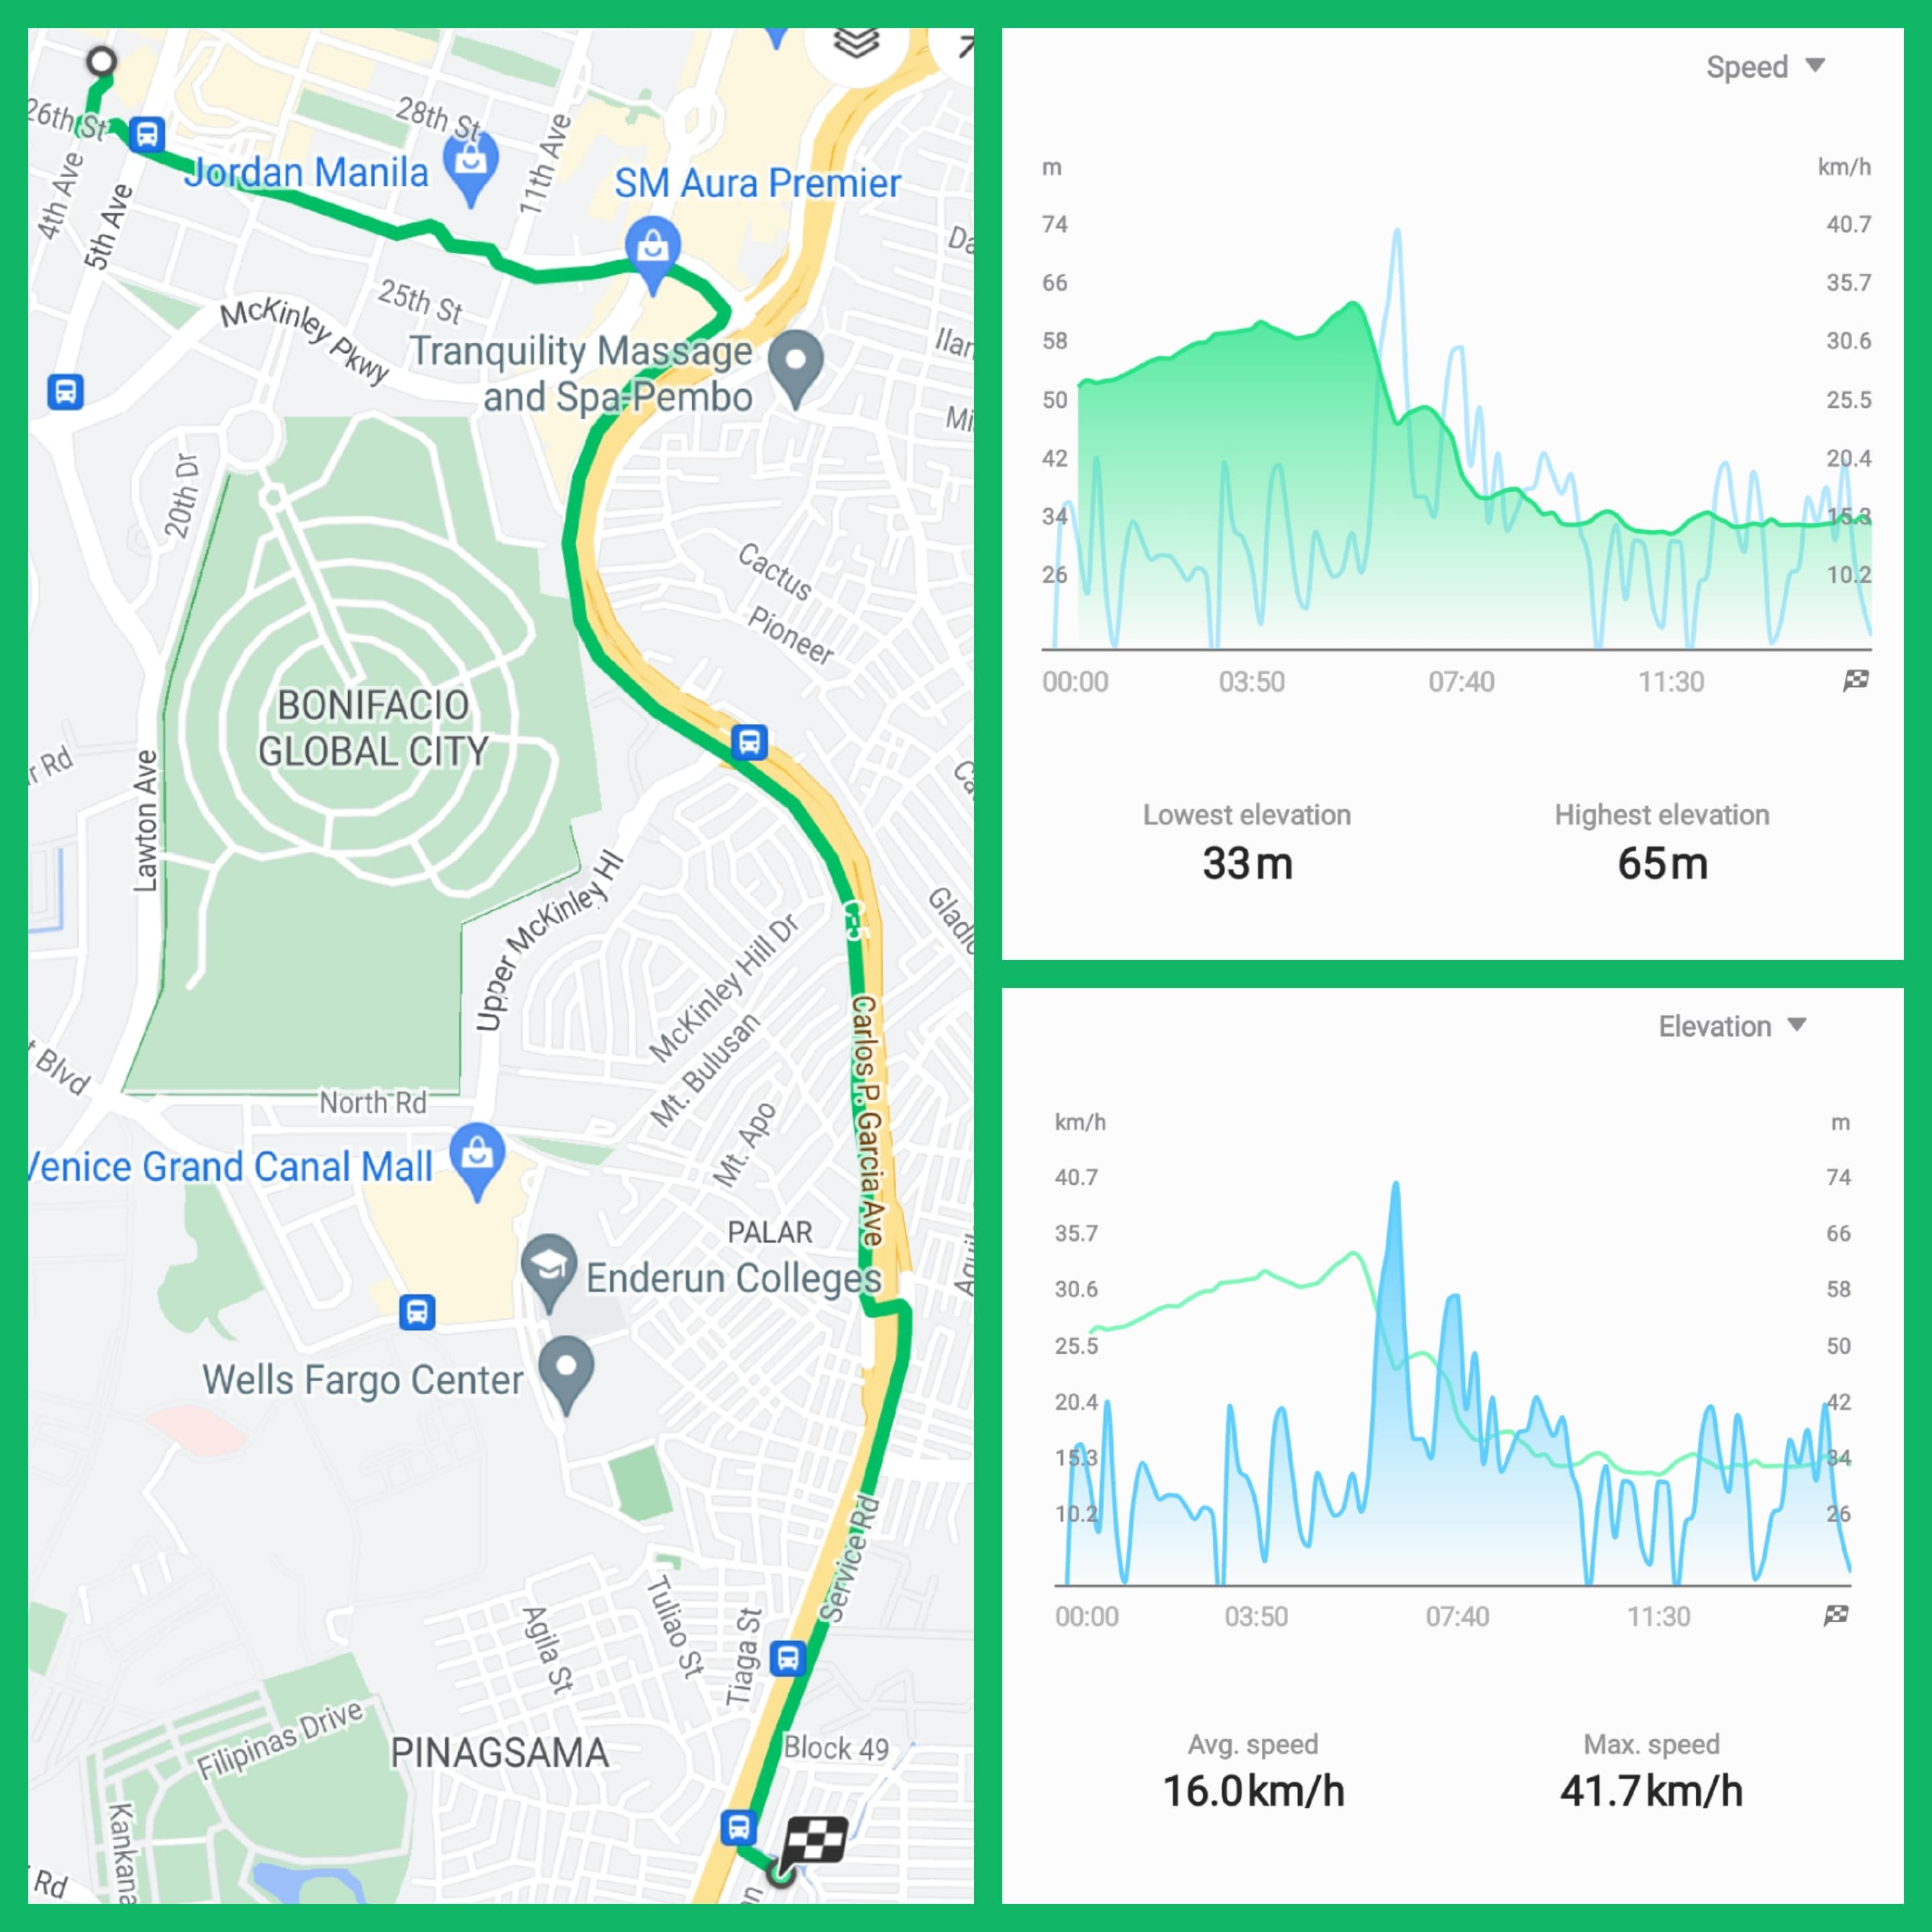 26th St
28th St
11th Ave
Jordan Manila
SM Aura Premier
4th Ave
5th Ave
25th St
McKinley Pkwy
Tranquility Massage
and Spa-Pembo
20th Dr
Cactus
Pioneer
BONIFACIO
GLOBAL CITY
r Rd
Lawton Ave
Upper McKinley Hl
C-5
McKinley Hill Dr
Mt. Bulusan
Carlos P. Garcia Ave
t Blvd
North Rd
Mt. Apo
Venice Grand Canal Mall
PALAR
Enderun Colleges
Wells Fargo Center
Service Rd
Agila St
Tuliao St
Tiaga St
Filipinas Drive
PINAGSAMA
Block 49
Kankana
Rd
Speed
m
km/h
74
40.7
66
35.7
58
30.6
50
25.5
42
20.4
34
15.3
26
10.2
00:00
03:50
07:40
11:30
Lowest elevation
Highest elevation
33m
65m
Elevation
km/h
m
40.7
74
35.7
66
30.6
58
25.5
50
20.4
42
15.3
34
10.2
26
00:00
03:50
07:40
11:30
Avg. speed
Max. speed
16.0km/h
41.7km/h